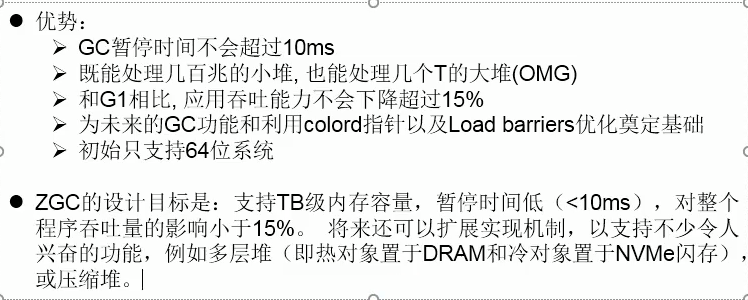 ● 优势：
➢ GC暂停时间不会超过10ms
➢ 既能处理几百兆的小堆, 也能处理几个T的大堆(OMG)
➢ 和G1相比, 应用吞吐能力不会下降超过15%
➢ 为未来的GC功能和利用colord指针以及Load barriers优化奠定基础
➢ 初始只支持64位系统
● ZGC的设计目标是：支持TB级内存容量，暂停时间低（<10ms），对整个
程序吞吐量的影响小于15%。 将来还可以扩展实现机制，以支持不少令人
兴奋的功能，例如多层堆（即热对象置于DRAM和冷对象置于NVMe闪存），
或压缩堆。